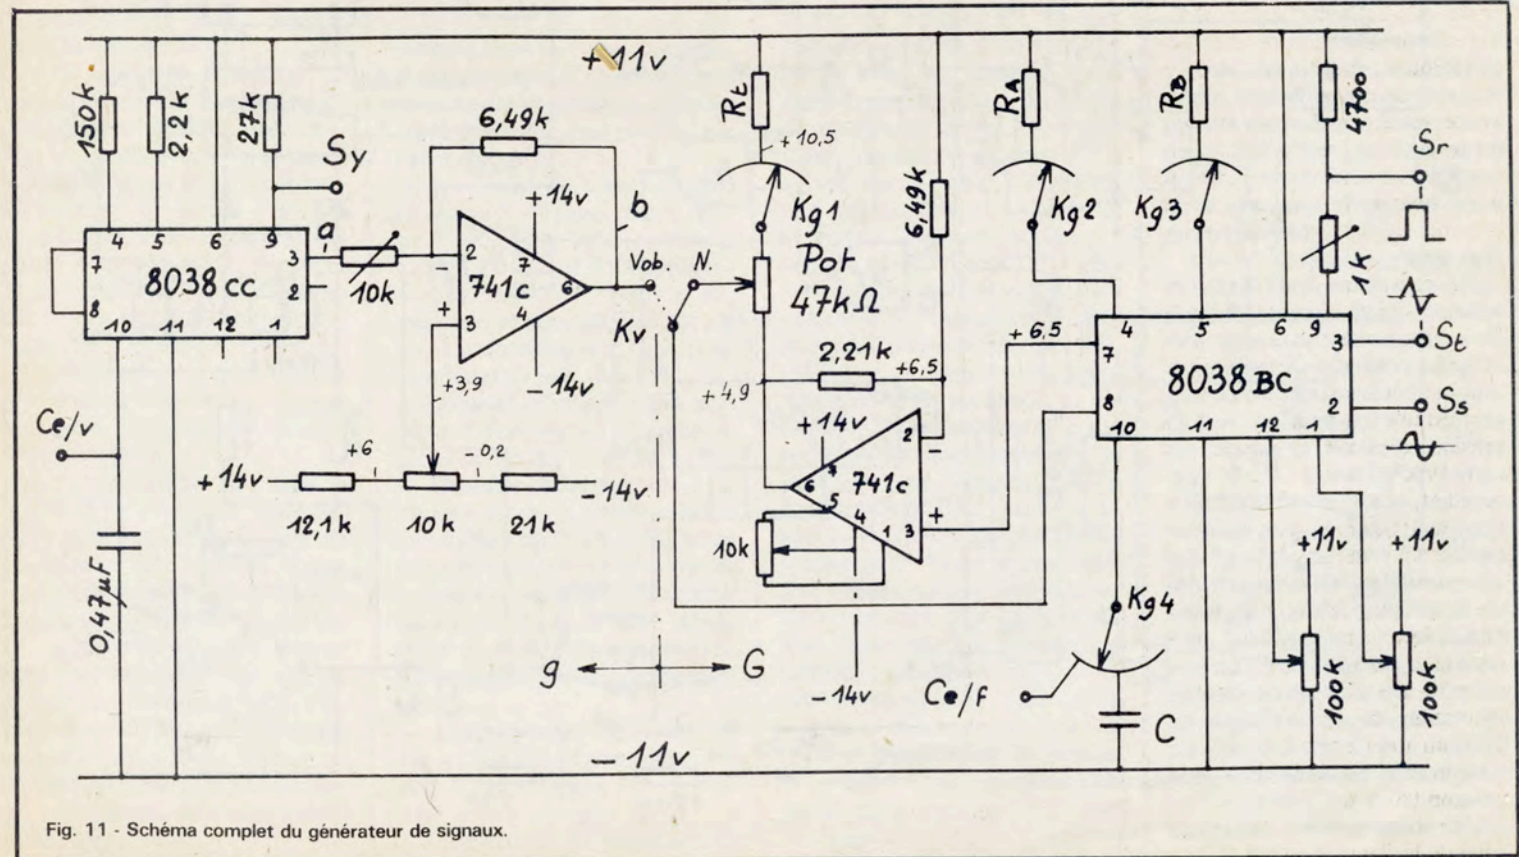 +11v
150k
2,2k
27k
Sy
4 5 6 9
7
8
8038 cc
3
2
10 11 12 1
a
10k
6,49k
+14v
2
7
-
741c
6
+
3
4
-14v
b
Vob.
N.
Kv
+3,9
Ce/v
0,47µF
+14v
+6
-0,2
-14v
12,1k
10k
21k
g
G
-11v
Rt
+10,5
Kg1
Pot
47kΩ
6,49k
2,21k
+6,5
+4,9
+14v
2
-
7
6
741c
5
4
1
3
+
10k
-14v
RA
Kg2
RB
Kg3
4700
Sr
1k
+6,5
4 5 6 9
7
8
8038 BC
3
2
10 11 12 1
St
Ss
Kg4
Ce/F
C
+11v
+11v
100k
100k
Fig. 11 - Schéma complet du générateur de signaux.